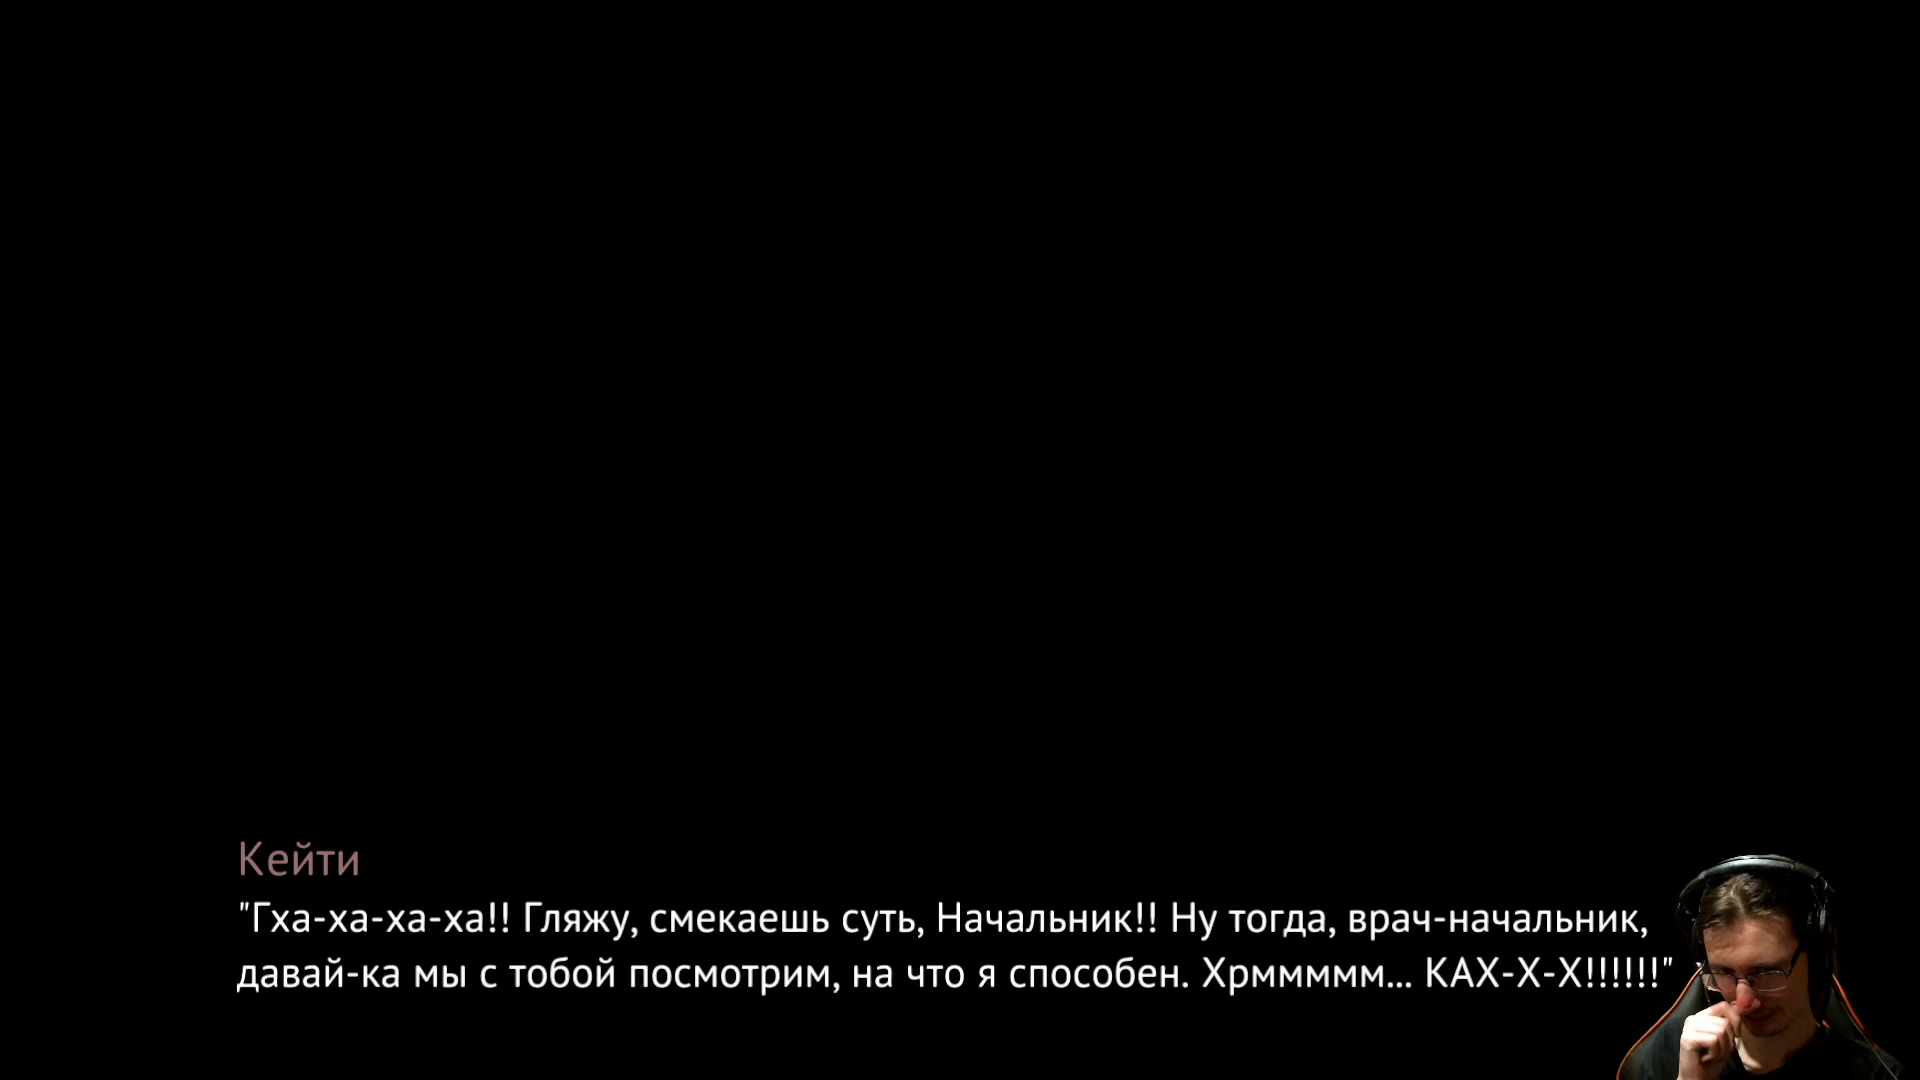 Кейти
"Гха-ха-ха-ха!! Гляжу, смекаешь суть, Начальник!! Ну тогда, врач-начальник,
давай-ка мы с тобой посмотрим, на что я способен. Хрммммм... КАХ-Х-Х!!!!!!"